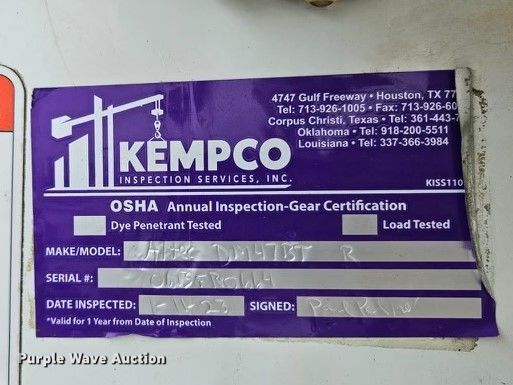 4747 Gulf Freeway • Houston, TX 77
Tel: 713-926-1005 • Fax: 713-926-60
Corpus Christi, Texas • Tel: 361-443-7
Oklahoma • Tel: 918-200-5511
Louisiana • Tel: 337-366-3984
KEMPCO
INSPECTION SERVICES, INC.
KISS110
OSHA Annual Inspection-Gear Certification
Dye Penetrant Tested
Load Tested
MAKE/MODEL: Altec DM47BT R
SERIAL #:
DATE INSPECTED: SIGNED:
*Valid for 1 Year from Date of Inspection
Purple Wave Auction